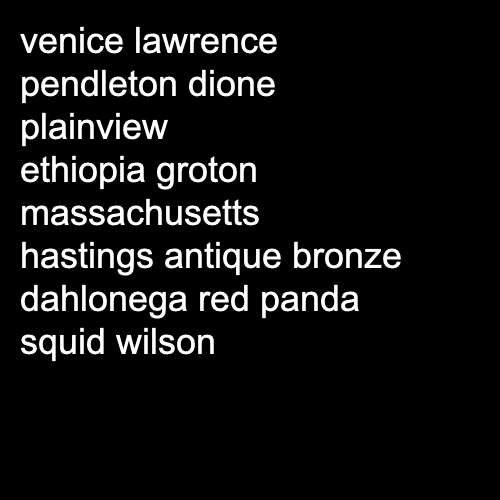 venice lawrence
pendleton dione
plainview
ethiopia groton
massachusetts
hastings antique bronze
dahlonega red panda
squid wilson